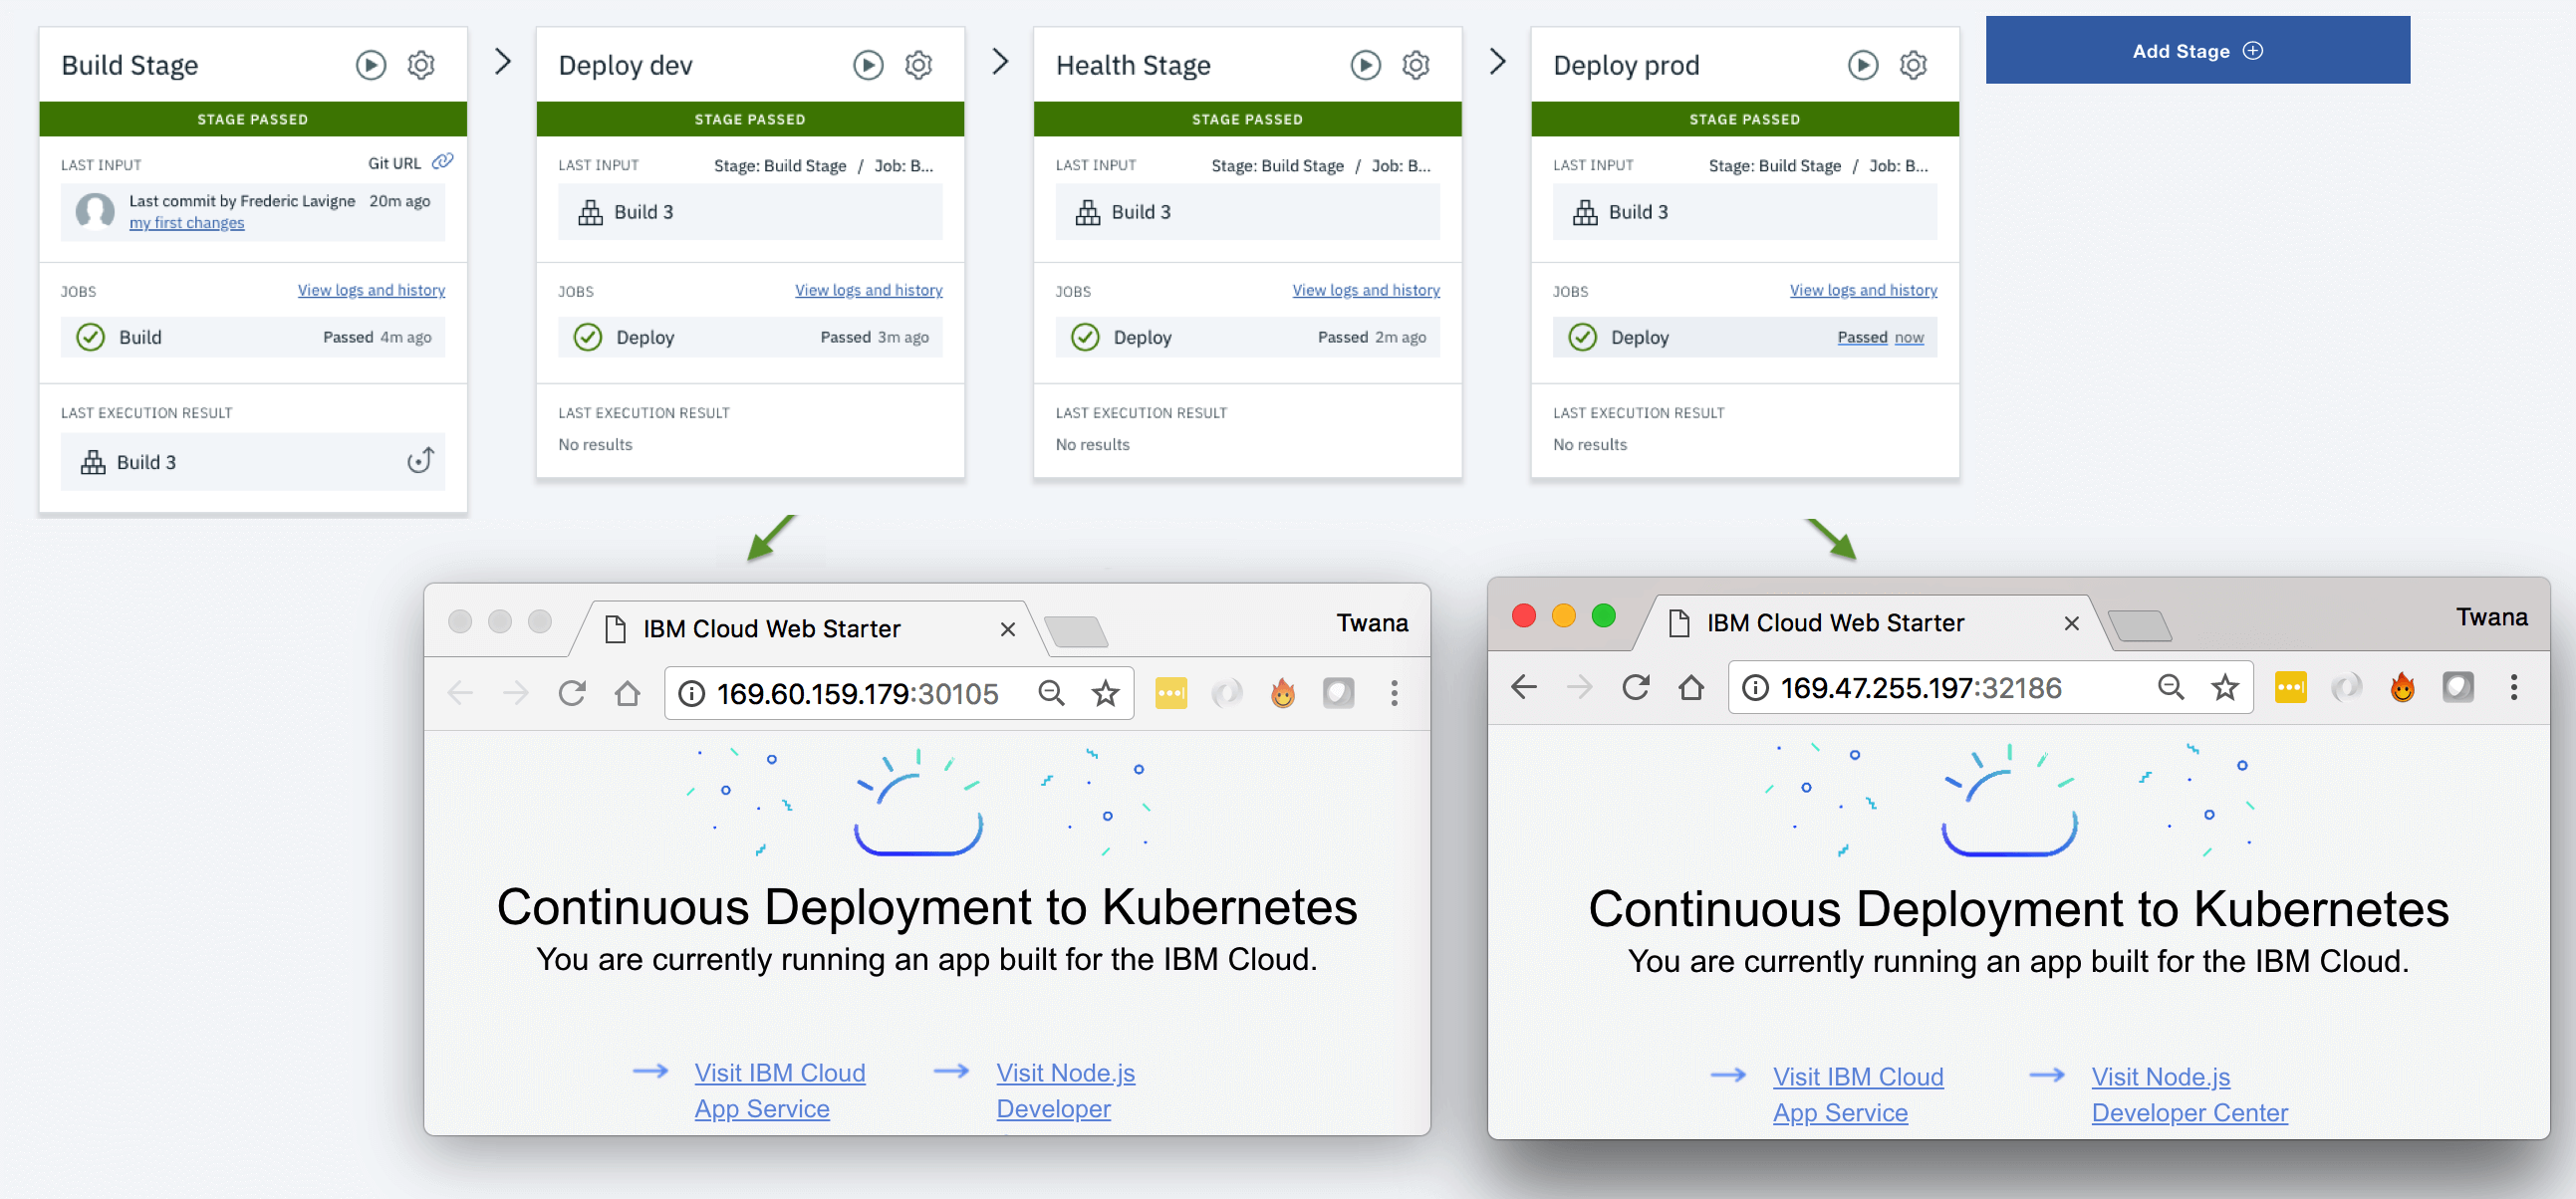 Build Stage
STAGE PASSED
LAST INPUT Git URL
Last commit by Frederic Lavigne 20m ago
my first changes
JOBS View logs and history
Build Passed 4m ago
LAST EXECUTION RESULT
Build 3
Deploy dev
STAGE PASSED
LAST INPUT Stage: Build Stage / Job: B...
Build 3
JOBS View logs and history
Deploy Passed 3m ago
LAST EXECUTION RESULT
No results
Health Stage
STAGE PASSED
LAST INPUT Stage: Build Stage / Job: B...
Build 3
JOBS View logs and history
Deploy Passed 2m ago
LAST EXECUTION RESULT
No results
Deploy prod
STAGE PASSED
LAST INPUT Stage: Build Stage / Job: B...
Build 3
JOBS View logs and history
Deploy Passed now
LAST EXECUTION RESULT
No results
Add Stage
IBM Cloud Web Starter Twana
169.60.159.179:30105
Continuous Deployment to Kubernetes
You are currently running an app built for the IBM Cloud.
Visit IBM Cloud
App Service
Visit Node.js
Developer
IBM Cloud Web Starter Twana
169.47.255.197:32186
Continuous Deployment to Kubernetes
You are currently running an app built for the IBM Cloud.
Visit IBM Cloud
App Service
Visit Node.js
Developer Center